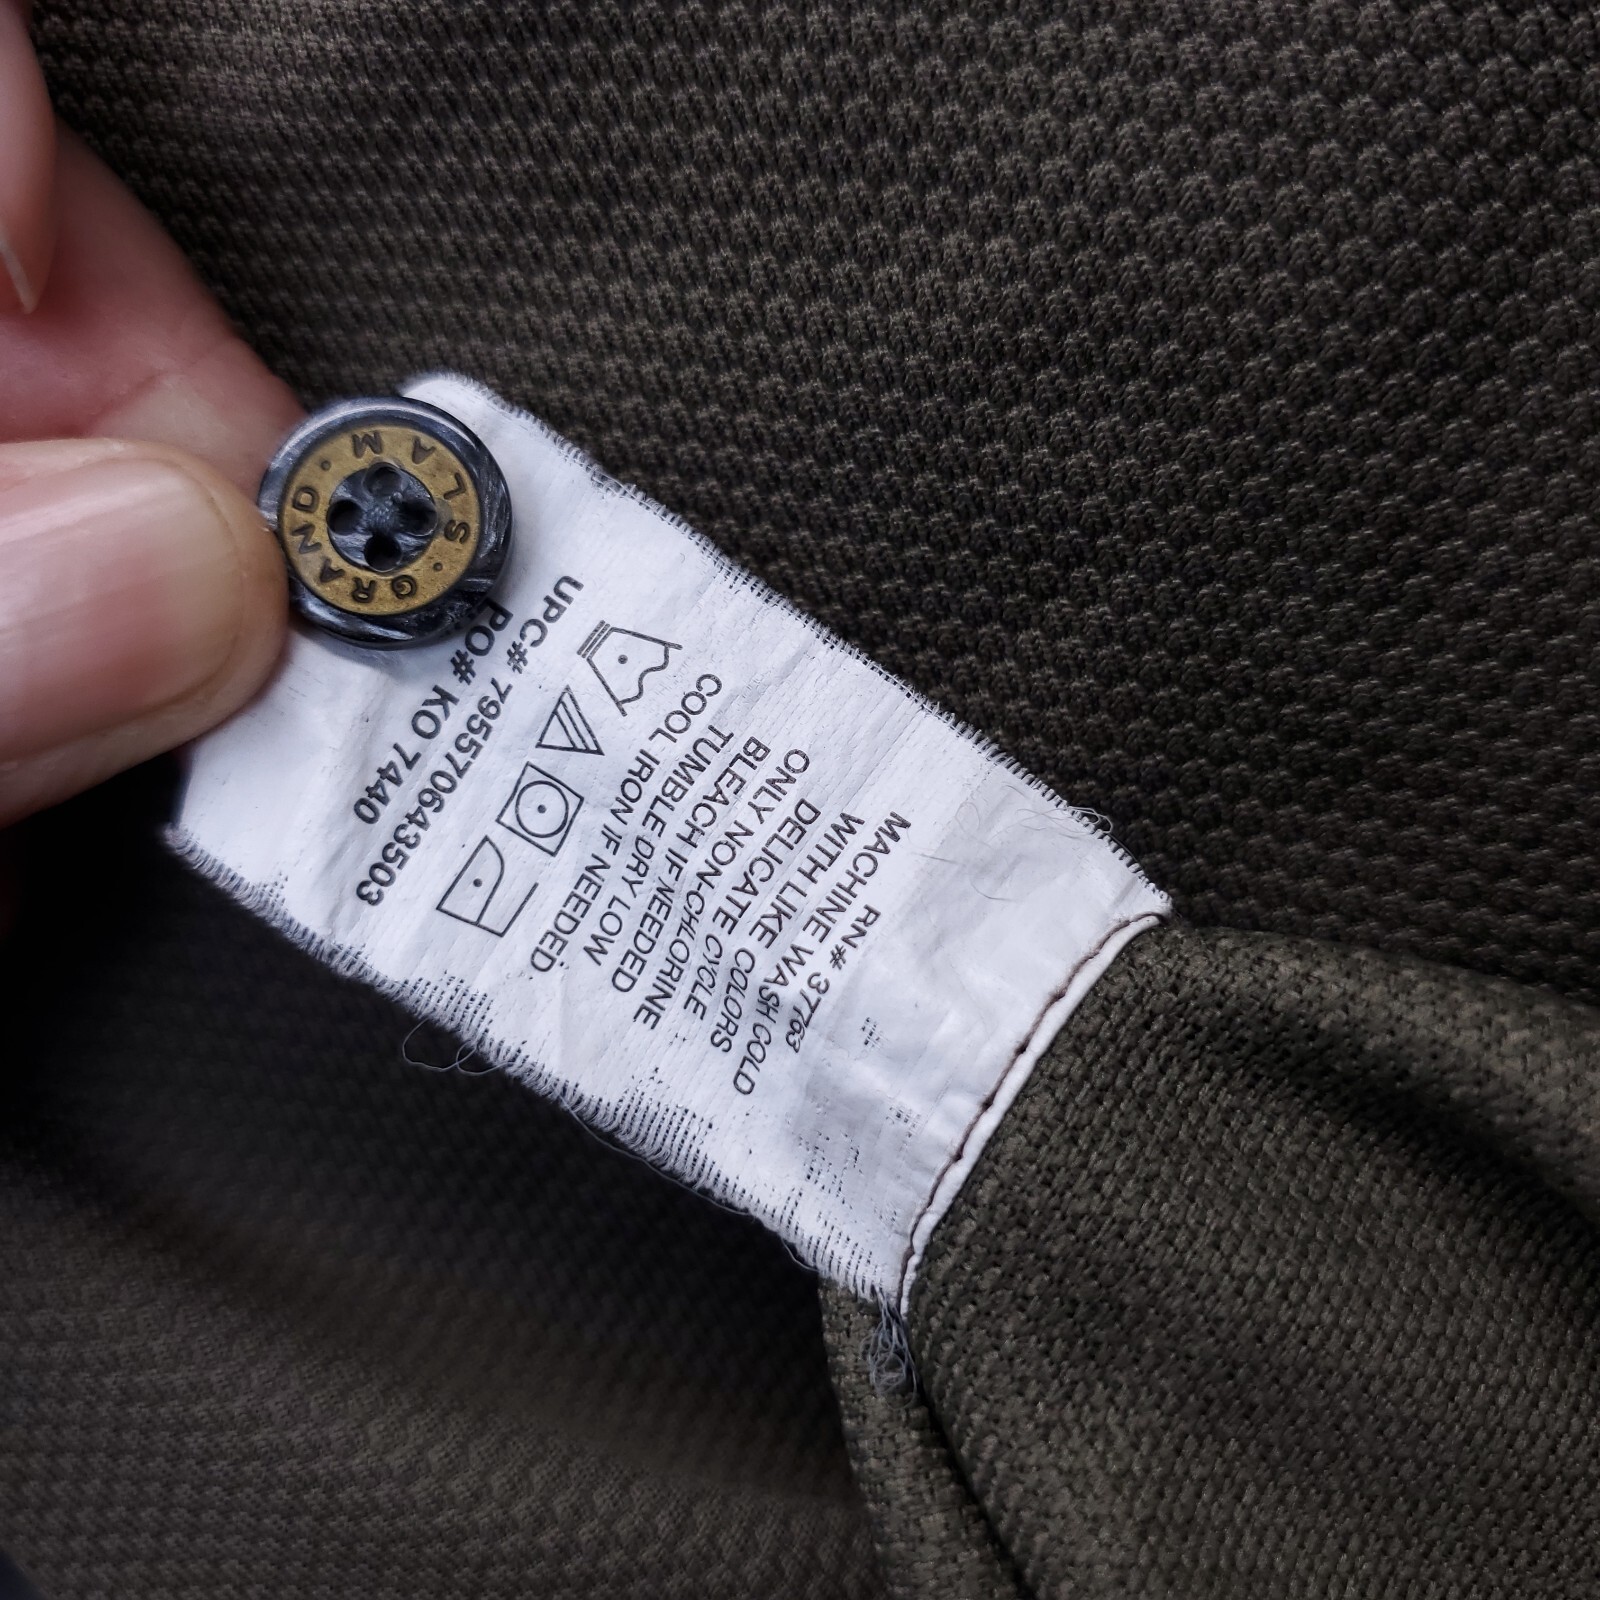 RN# 37763
MACHINE WASH COLD
WITH LIKE COLORS
DELICATE CYCLE
ONLY NON-CHLORINE
BLEACH IF NEEDED
TUMBLE DRY LOW
COOL IRON IF NEEDED
UPC# 795570643503
PO# KO 7440
GRAND · SLAM ·